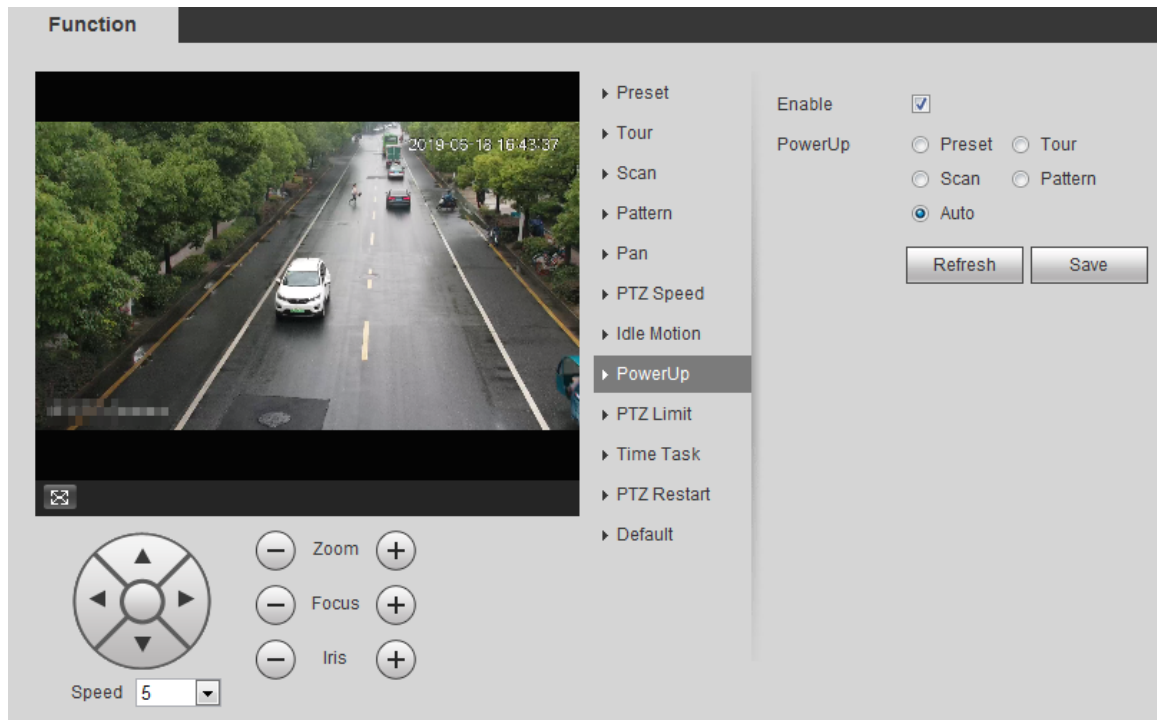 Function
2019-05-18 16:43:37
Preset
Tour
Scan
Pattern
Pan
PTZ Speed
Idle Motion
PowerUp
PTZ Limit
Time Task
PTZ Restart
Default
Enable
PowerUp
Preset
Tour
Scan
Pattern
Auto
Refresh
Save
Zoom
Focus
Iris
Speed
5